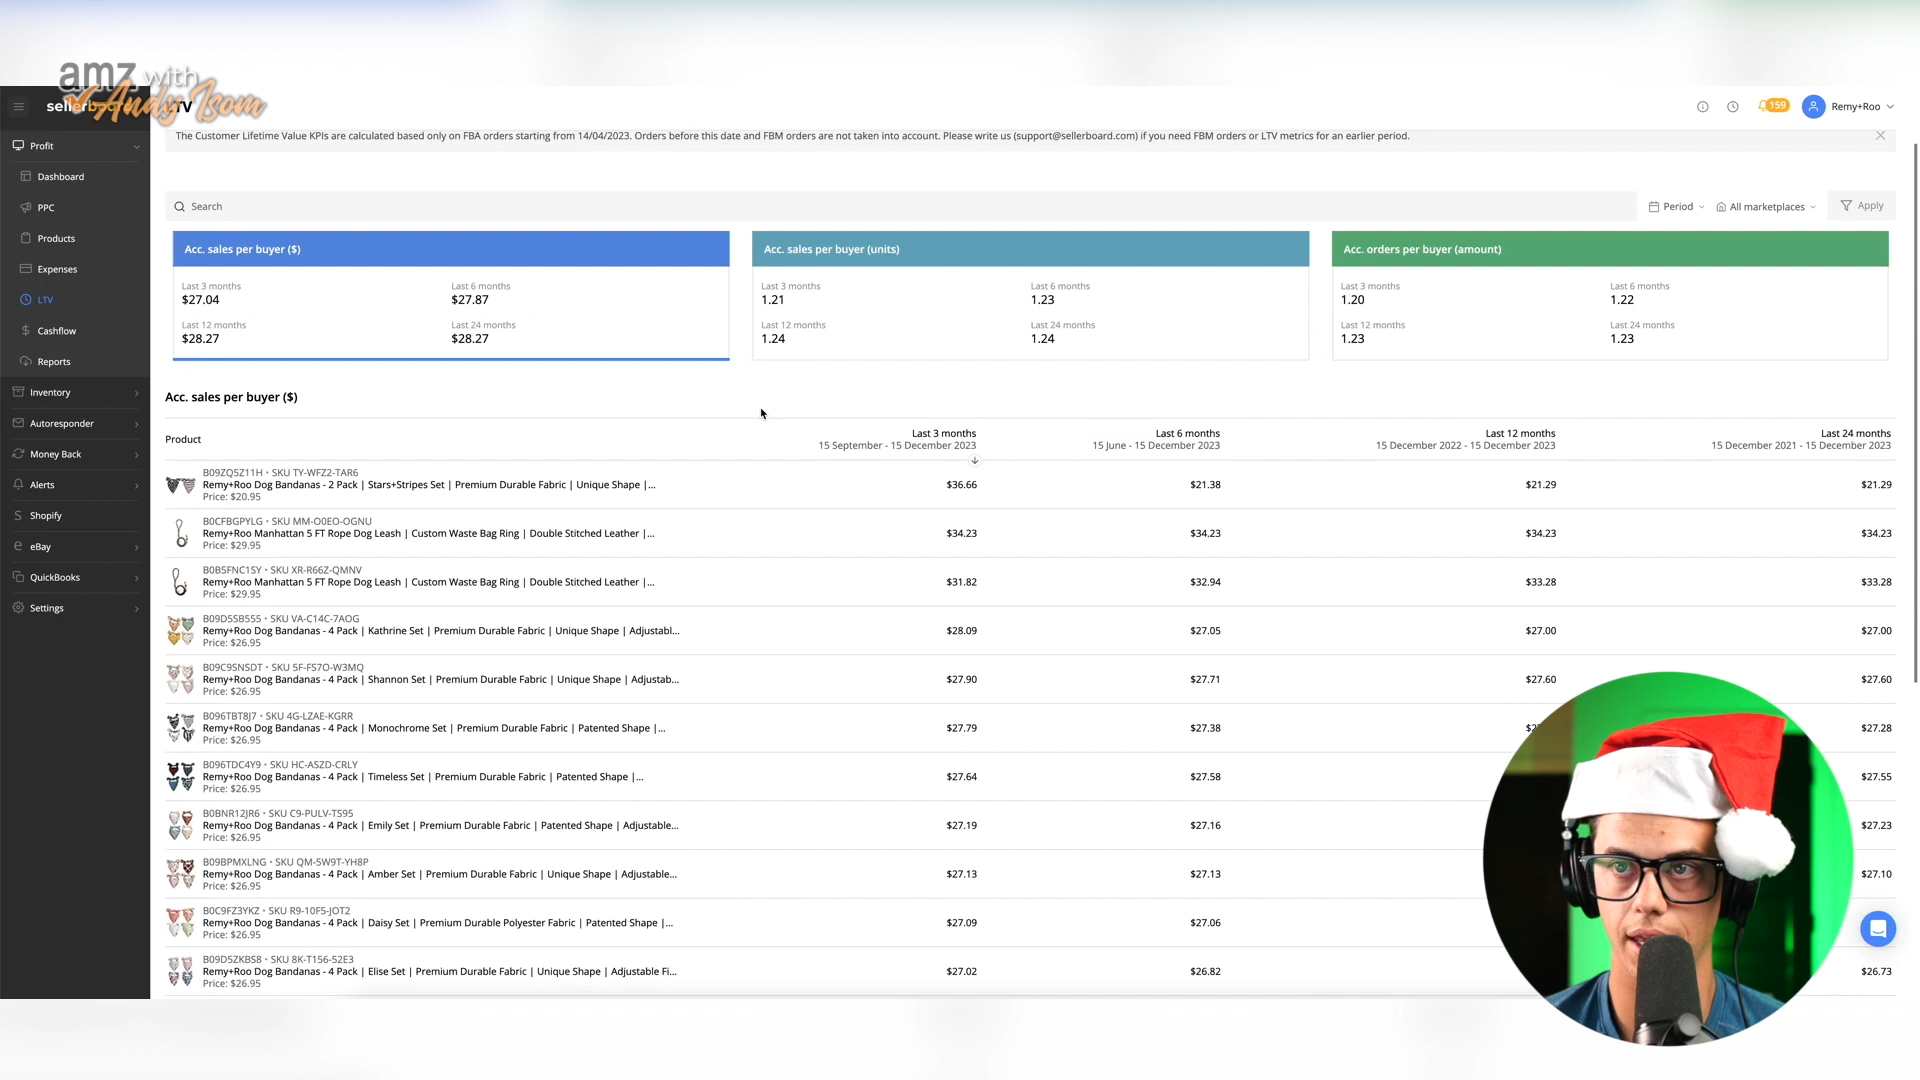 amz with
Andy Isom
sellerboard
LTV
159
Remy+Roo
The Customer Lifetime Value KPIs are calculated based only on FBA orders starting from 14/04/2023. Orders before this date and FBM orders are not taken into account. Please write us (support@sellerboard.com) if you need FBM orders or LTV metrics for an earlier period.
Profit
Dashboard
PPC
Products
Expenses
LTV
Cashflow
Reports
Inventory
Autoresponder
Money Back
Alerts
Shopify
eBay
QuickBooks
Settings
Search
Period
All marketplaces
Apply
Acc. sales per buyer ($)
Last 3 months
$27.04
Last 6 months
$27.87
Last 12 months
$28.27
Last 24 months
$28.27
Acc. sales per buyer (units)
Last 3 months
1.21
Last 6 months
1.23
Last 12 months
1.24
Last 24 months
1.24
Acc. orders per buyer (amount)
Last 3 months
1.20
Last 6 months
1.22
Last 12 months
1.23
Last 24 months
1.23
Acc. sales per buyer ($)
Product
Last 3 months
15 September - 15 December 2023
Last 6 months
15 June - 15 December 2023
Last 12 months
15 December 2022 - 15 December 2023
Last 24 months
15 December 2021 - 15 December 2023
B09ZQ5Z11H • SKU TY-WFZ2-TAR6
Remy+Roo Dog Bandanas - 2 Pack | Stars+Stripes Set | Premium Durable Fabric | Unique Shape |...
Price: $20.95
$36.66
$21.38
$21.29
$21.29
B0CFBGPYLG • SKU MM-O0EO-OGNU
Remy+Roo Manhattan 5 FT Rope Dog Leash | Custom Waste Bag Ring | Double Stitched Leather |...
Price: $29.95
$34.23
$34.23
$34.23
$34.23
B0B5FNC1SY • SKU XR-R66Z-QMNV
Remy+Roo Manhattan 5 FT Rope Dog Leash | Custom Waste Bag Ring | Double Stitched Leather |...
Price: $29.95
$31.82
$32.94
$33.28
$33.28
B09D5SB555 • SKU VA-C14C-7AOG
Remy+Roo Dog Bandanas - 4 Pack | Kathrine Set | Premium Durable Fabric | Unique Shape | Adjustabl...
Price: $26.95
$28.09
$27.05
$27.00
$27.00
B09C9SNSDT • SKU 5F-FS7O-W3MQ
Remy+Roo Dog Bandanas - 4 Pack | Shannon Set | Premium Durable Fabric | Unique Shape | Adjustab...
Price: $26.95
$27.90
$27.71
$27.60
$27.60
B096TBT8J7 • SKU 4G-LZAE-KGRR
Remy+Roo Dog Bandanas - 4 Pack | Monochrome Set | Premium Durable Fabric | Patented Shape |...
Price: $26.95
$27.79
$27.38
$27.28
B096TDC4Y9 • SKU HC-ASZD-CRLY
Remy+Roo Dog Bandanas - 4 Pack | Timeless Set | Premium Durable Fabric | Patented Shape |...
Price: $26.95
$27.64
$27.58
$27.55
B0BNR12JR6 • SKU C9-PULV-TS95
Remy+Roo Dog Bandanas - 4 Pack | Emily Set | Premium Durable Fabric | Patented Shape | Adjustable...
Price: $26.95
$27.19
$27.16
$27.23
B09BPMXLNG • SKU QM-5W9T-YH8P
Remy+Roo Dog Bandanas - 4 Pack | Amber Set | Premium Durable Fabric | Unique Shape | Adjustable...
Price: $26.95
$27.13
$27.13
$27.10
B0C9FZ3YKZ • SKU R9-10F5-JOT2
Remy+Roo Dog Bandanas - 4 Pack | Daisy Set | Premium Durable Polyester Fabric | Patented Shape |...
Price: $26.95
$27.09
$27.06
B09D5ZKBS8 • SKU 8K-T156-52E3
Remy+Roo Dog Bandanas - 4 Pack | Elise Set | Premium Durable Fabric | Unique Shape | Adjustable Fi...
Price: $26.95
$27.02
$26.82
$26.73